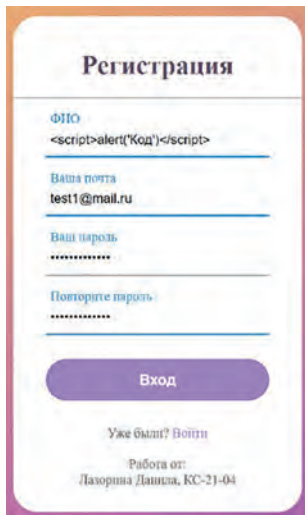 Регистрация
ФИО
<script>alert('Код')</script>
Ваша почта
test1@mail.ru
Ваш пароль
•••••••••••••
Повторите пароль
•••••••••••••
Вход
Уже были? Войти
Работа от:
Лазорина Данила, КС-21-04